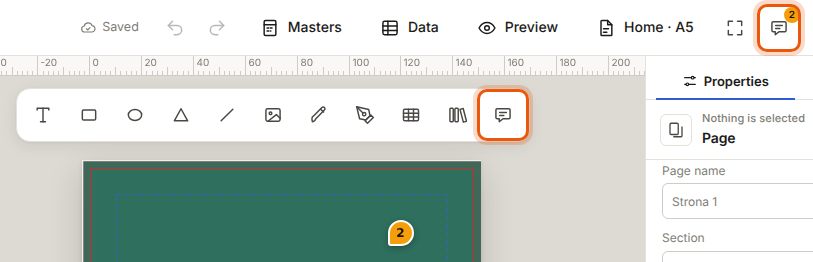 Saved
Masters
Data
Preview
Home · A5
2
0 -20 0 20 40 60 80 100 120 140 160 180 200
Properties
Nothing is selected
Page
Page name
Strona 1
Section
2